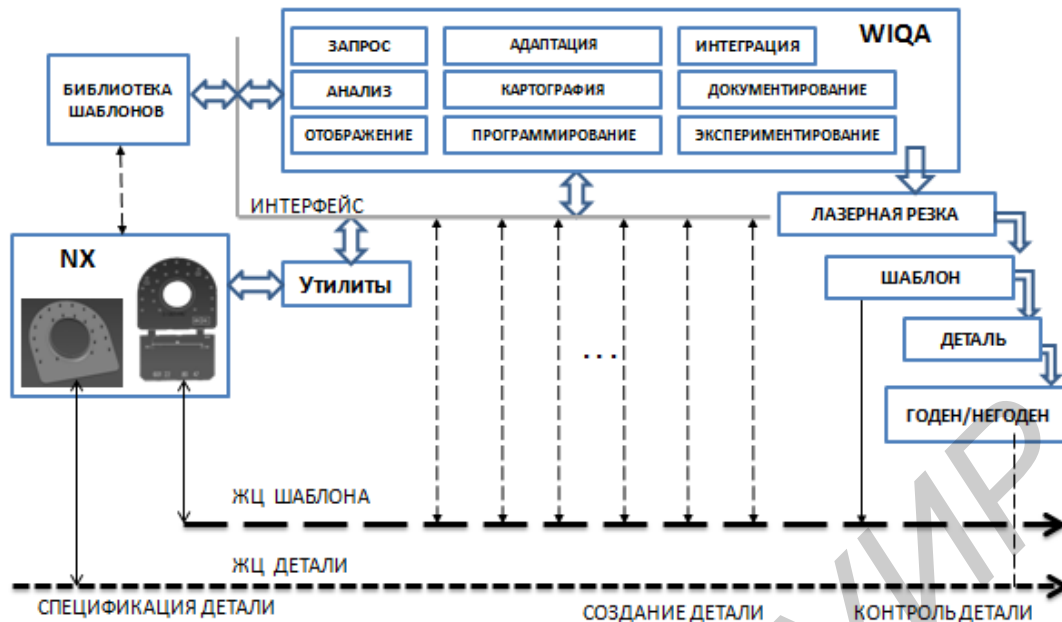 WIQA
ЗАПРОС
АДАПТАЦИЯ
ИНТЕГРАЦИЯ
АНАЛИЗ
КАРТОГРАФИЯ
ДОКУМЕНТИРОВАНИЕ
ОТОБРАЖЕНИЕ
ПРОГРАММИРОВАНИЕ
ЭКСПЕРИМЕНТИРОВАНИЕ
БИБЛИОТЕКА
ШАБЛОНОВ
ИНТЕРФЕЙС
ЛАЗЕРНАЯ РЕЗКА
NX
Утилиты
ШАБЛОН
ДЕТАЛЬ
...
ГОДЕН/НЕГОДЕН
ЖЦ ШАБЛОНА
ЖЦ ДЕТАЛИ
СПЕЦИФИКАЦИЯ ДЕТАЛИ
СОЗДАНИЕ ДЕТАЛИ
КОНТРОЛЬ ДЕТАЛИ